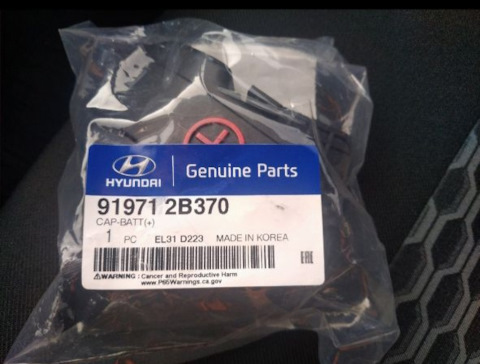 HYUNDAI
Genuine Parts
91971 2B370
CAP-BATT(+)
1 PC EL31 D223 MADE IN KOREA
EAC
⚠WARNING : Cancer and Reproductive Harm
www.P65Warnings.ca.gov